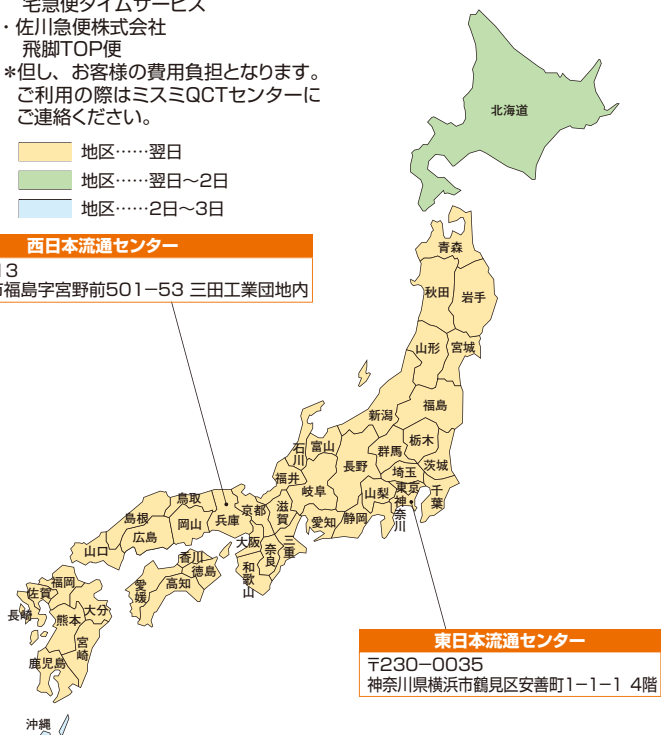 宅急便タイムサービス
・佐川急便株式会社
飛脚TOP便
*但し、お客様の費用負担となります。
ご利用の際はミスミQCTセンターに
ご連絡ください。
地区……翌日
地区……翌日～2日
地区……2日～3日
西日本流通センター
13
市福島字宮野前501−53 三田工業団地内
北海道
青森
秋田
岩手
山形
宮城
福島
新潟
栃木
群馬
茨城
埼玉
東京
千葉
神奈川
山梨
長野
富山
石川
福井
岐阜
静岡
愛知
滋賀
三重
京都
奈良
大阪
和歌山
兵庫
鳥取
岡山
島根
広島
山口
香川
徳島
愛媛
高知
福岡
佐賀
長崎
大分
熊本
宮崎
鹿児島
沖縄
東日本流通センター
〒230−0035
神奈川県横浜市鶴見区安善町1−1−1 4階